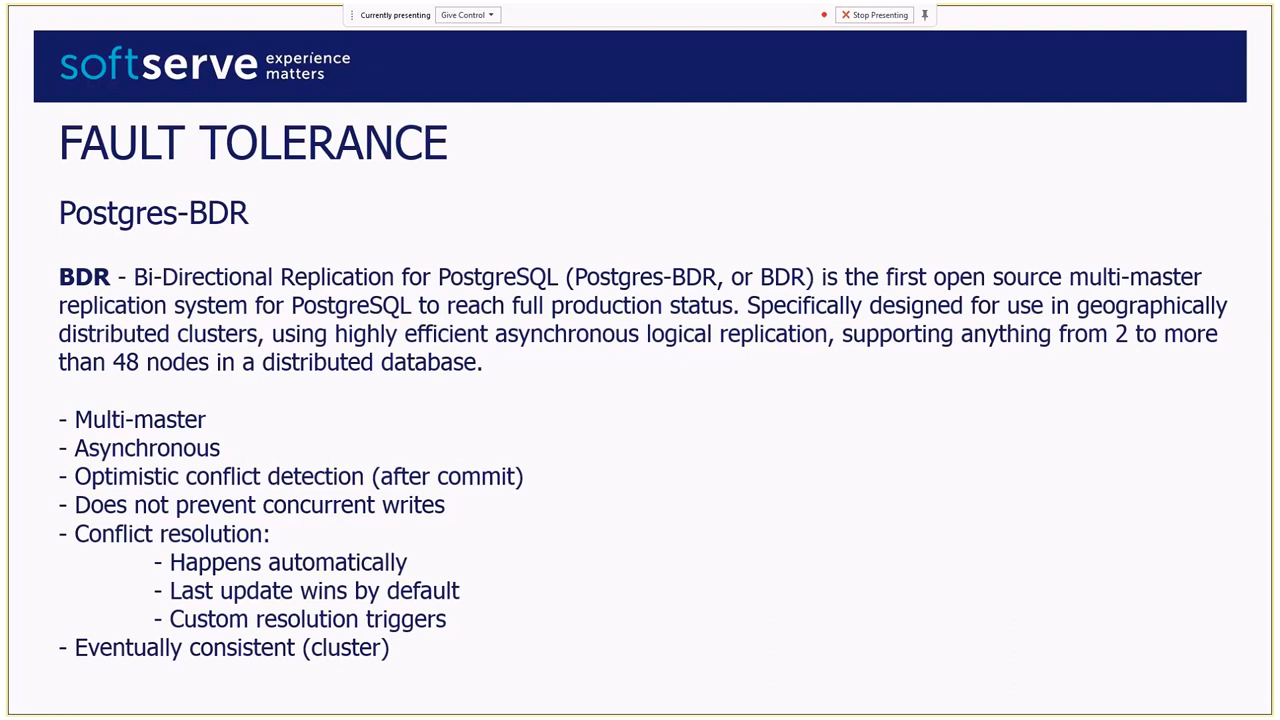 Currently presenting Give Control Stop Presenting
softserve experience
matters
FAULT TOLERANCE
Postgres-BDR
BDR - Bi-Directional Replication for PostgreSQL (Postgres-BDR, or BDR) is the first open source multi-master
replication system for PostgreSQL to reach full production status. Specifically designed for use in geographically
distributed clusters, using highly efficient asynchronous logical replication, supporting anything from 2 to more
than 48 nodes in a distributed database.
- Multi-master
- Asynchronous
- Optimistic conflict detection (after commit)
- Does not prevent concurrent writes
- Conflict resolution:
- Happens automatically
- Last update wins by default
- Custom resolution triggers
- Eventually consistent (cluster)